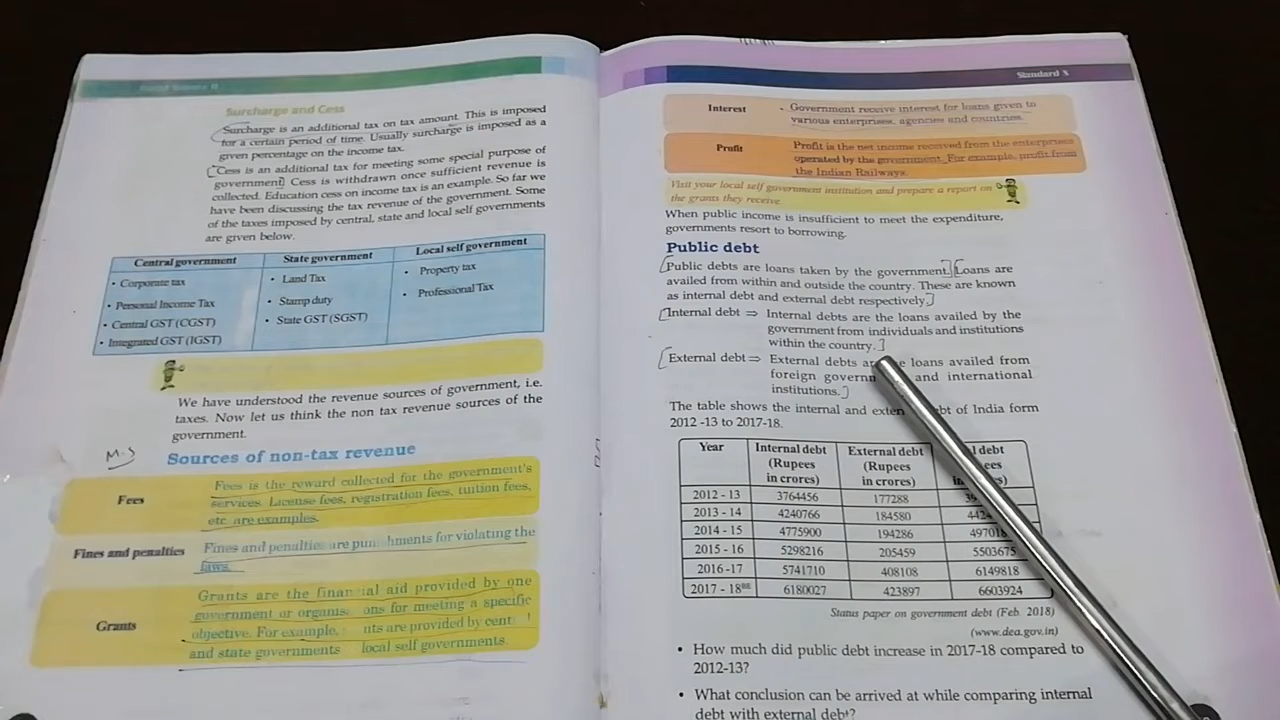 Social Science II
Surcharge and Cess
Surcharge is an additional tax on tax amount. This is imposed
for a certain period of time. Usually surcharge is imposed as a
given percentage on the income tax.
Cess is an additional tax for meeting some special purpose of
government. Cess is withdrawn once sufficient revenue is
collected. Education cess on income tax is an example. So far we
have been discussing the tax revenue of the government. Some
of the taxes imposed by central, state and local self governments
are given below.
Central government State government Local self government
• Corporate tax • Land Tax • Property tax
• Personal Income Tax • Stamp duty • Professional Tax
• Central GST (CGST) • State GST (SGST)
• Integrated GST (IGST)
We have understood the revenue sources of government, i.e.
taxes. Now let us think the non tax revenue sources of the
government.
M-S
Sources of non-tax revenue
Fees
Fees is the reward collected for the government's
services. License fees, registration fees, tuition fees,
etc. are examples.
Fines and penalties
Fines and penalties are punishments for violating the
laws.
Grants
Grants are the financial aid provided by one
government or organis ons for meeting a specific
objective. For example, nts are provided by cent
and state governments local self governments.
Standard X
Interest - Government receive interest for loans given to
various enterprises, agencies and countries.
Profit Profit is the net income received from the enterprises
operated by the government. For example, profit from
the Indian Railways.
Visit your local self government institution and prepare a report on
the grants they receive.
When public income is insufficient to meet the expenditure,
governments resort to borrowing.
Public debt
Public debts are loans taken by the government. Loans are
availed from within and outside the country. These are known
as internal debt and external debt respectively.
Internal debt ⇒ Internal debts are the loans availed by the
government from individuals and institutions
within the country.
External debt ⇒ External debts are loans availed from
foreign govern and international
institutions.
The table shows the internal and exter bt of India form
2012 -13 to 2017-18.
Year Internal debt (Rupees in crores) External debt (Rupees in crores) debt
2012 - 13 3764456 177288
2013 - 14 4240766 184580
2014 - 15 4775900 194286
2015 - 16 5298216 205459 5503675
2016 -17 5741710 408108 6149818
2017 - 18RE 6180027 423897 6603924
Status paper on government debt (Feb. 2018)
(www.dea.gov.in)
• How much did public debt increase in 2017-18 compared to
2012-13?
• What conclusion can be arrived at while comparing internal
debt with external debt?